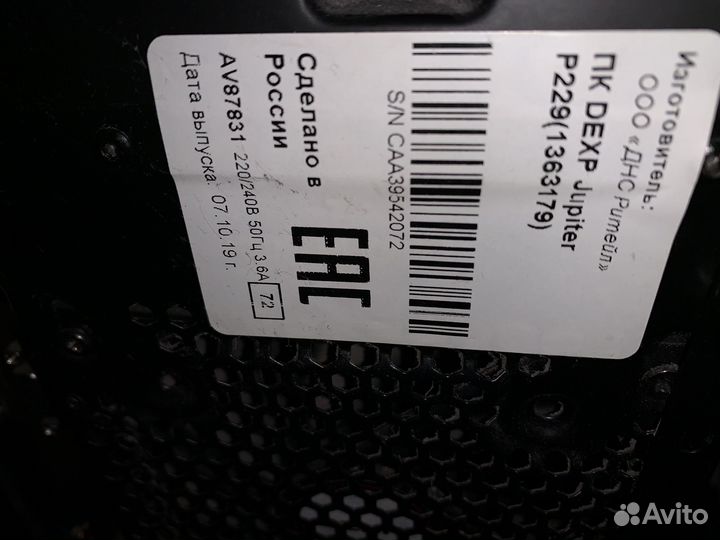 Изготовитель:
ООО «ДНС Ритейл»
ПК DEXP Jupiter
P229(1363179)
S/N CAA39542072
Сделано в
России
EAC
AV87831 220/240В 50Гц 3.6А 72
Дата выпуска: 07.10.19 г.
Avito